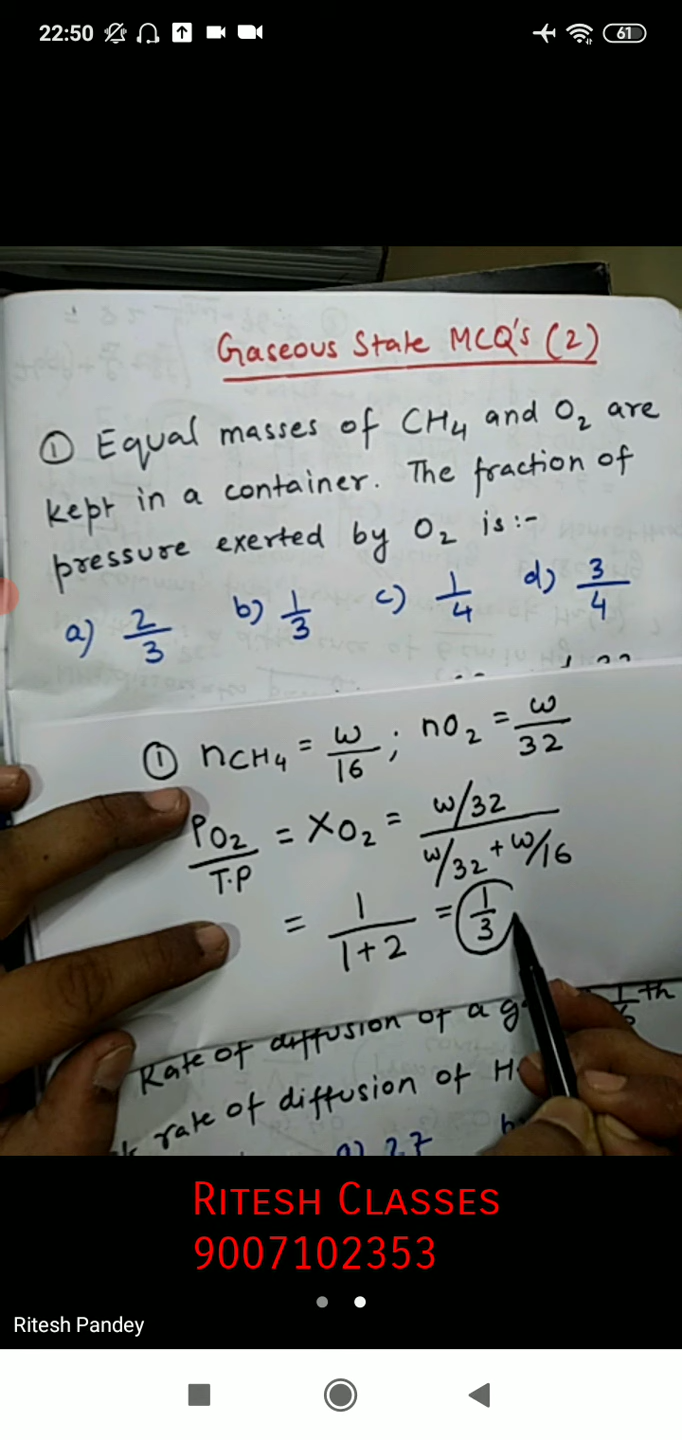 22:50
61
Gaseous State MCQ's (2)
① Equal masses of CH₄ and O₂ are
kept in a container. The fraction of
pressure exerted by O₂ is :-
a) 2/3 b) 1/3 c) 1/4 d) 3/4
① nCH₄ = w/16 ; nO₂ = w/32
PO₂/T.P = XO₂ = w/32 / w/32 + w/16
= 1/1+2 = 1/3
Rate of diffusion of a g th
rate of diffusion of H
a) 2.7 b
RITESH CLASSES
9007102353
Ritesh Pandey